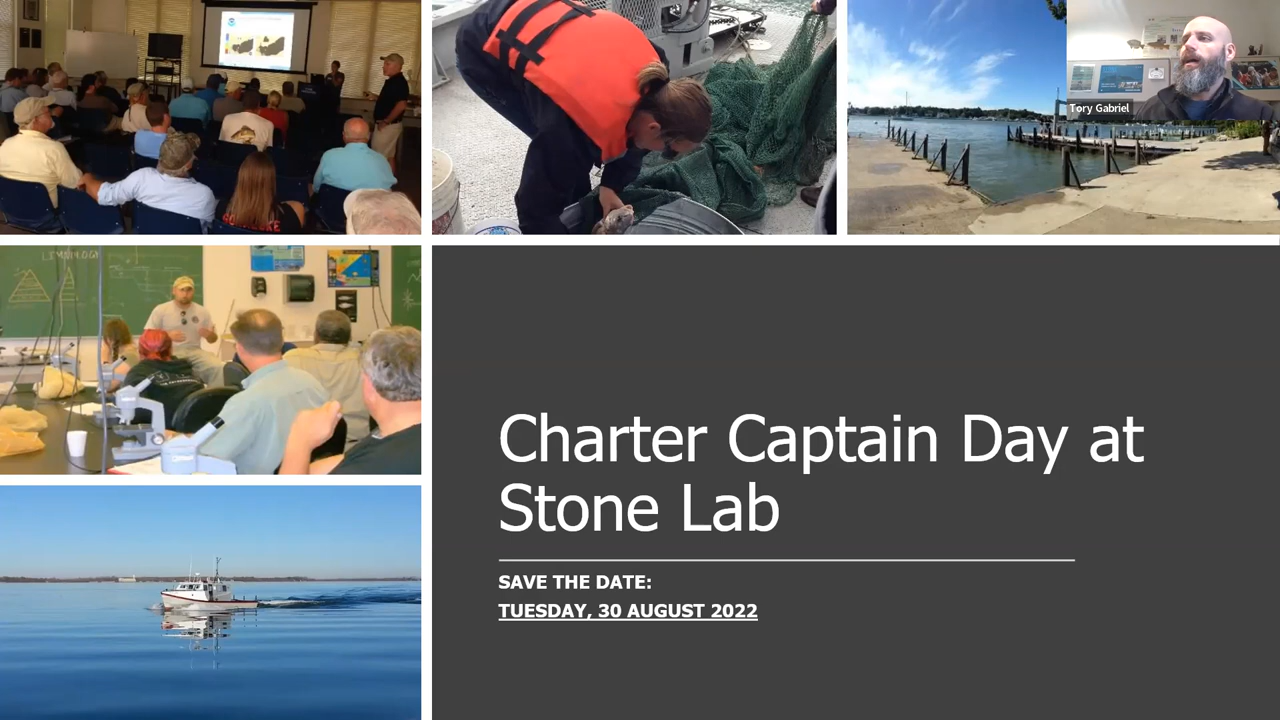 Tory Gabriel
LIMNOLOGY
Charter Captain Day at
Stone Lab
SAVE THE DATE:
TUESDAY, 30 AUGUST 2022